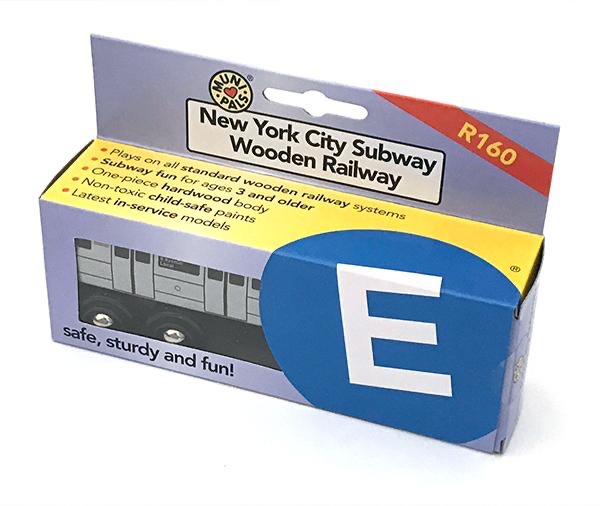 MUNI
PALS
®
New York City Subway
Wooden Railway
R160
• Plays on all standard wooden railway systems
• Subway fun for ages 3 and older
• One-piece hardwood body
• Non-toxic child-safe paints
• Latest in-service models
®
E
safe, sturdy and fun!